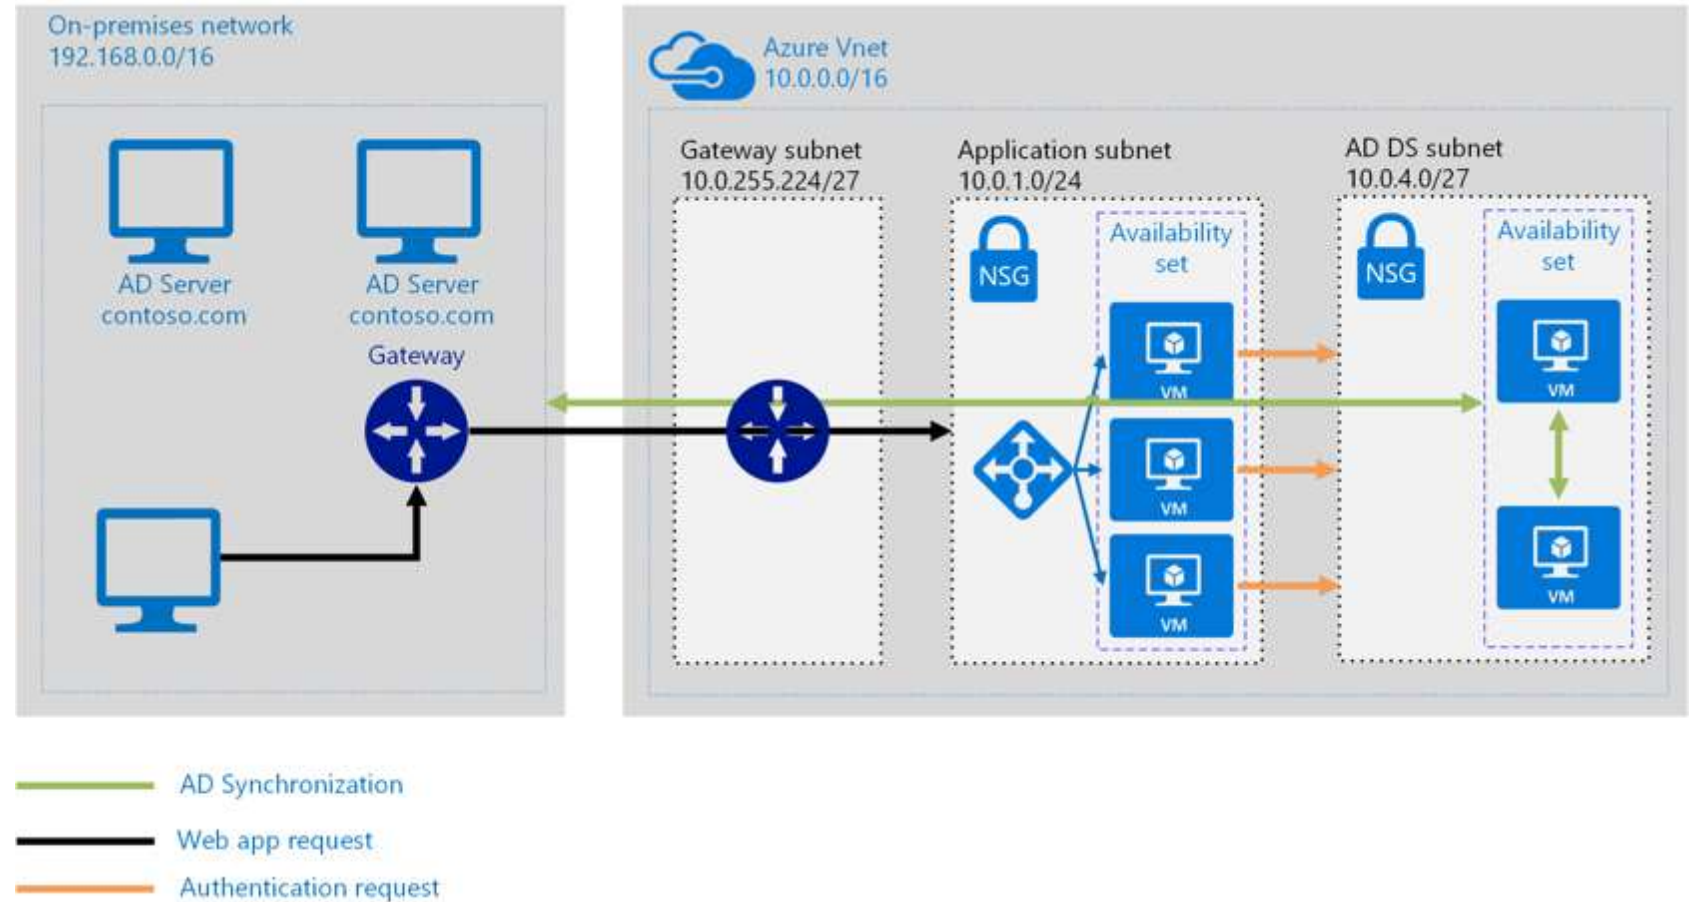 On-premises network
192.168.0.0/16
AD Server
contoso.com
AD Server
contoso.com
Gateway
Azure Vnet
10.0.0.0/16
Gateway subnet
10.0.255.224/27
Application subnet
10.0.1.0/24
NSG
Availability
set
VM
VM
VM
AD DS subnet
10.0.4.0/27
NSG
Availability
set
VM
VM
AD Synchronization
Web app request
Authentication request